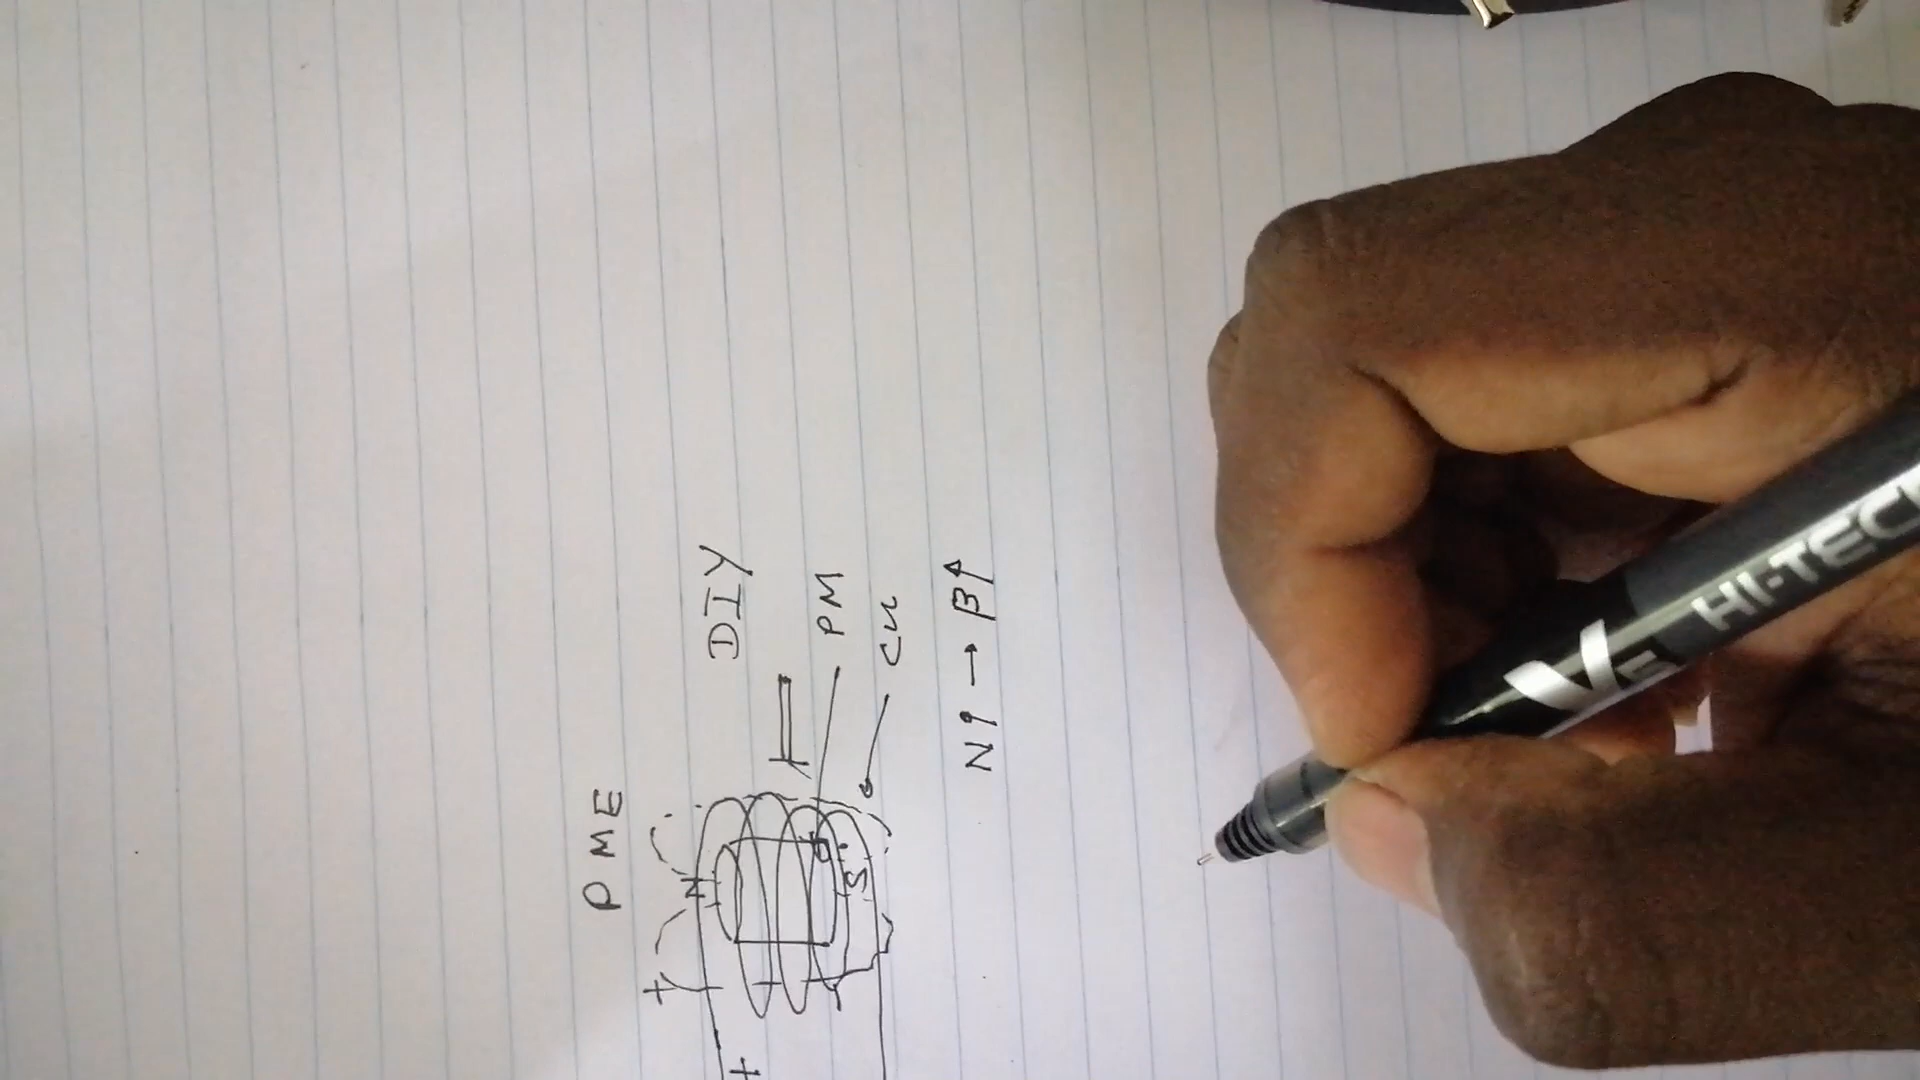 PME
DIY
N
S
+
+
PM
Cu
N↑ → β↑
V5 HI-TEC